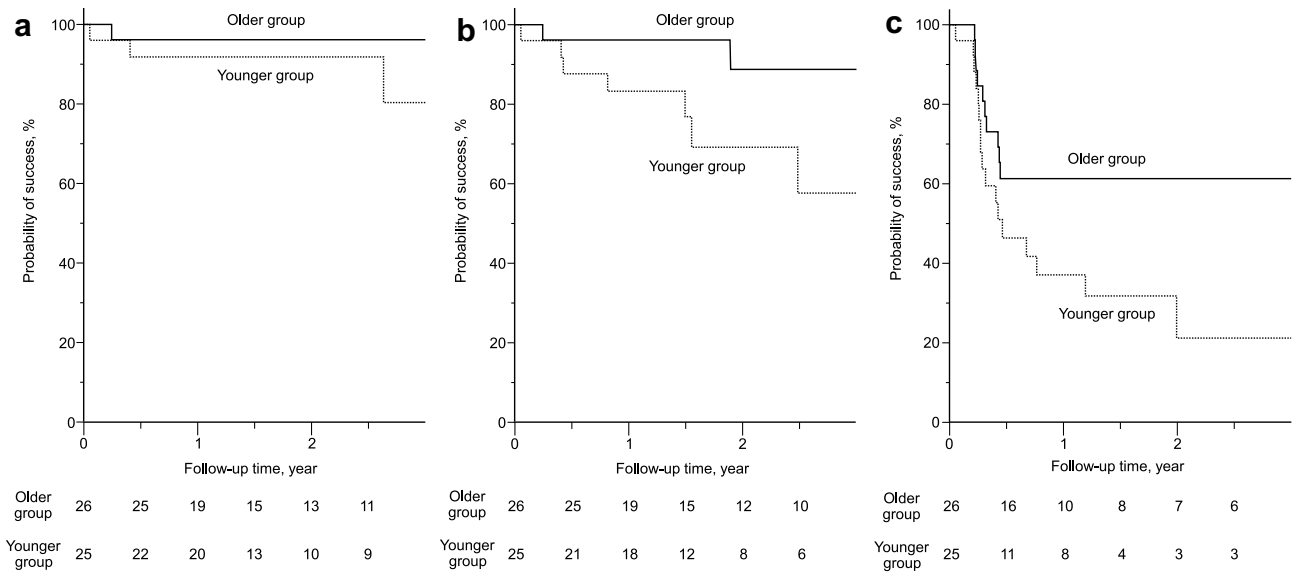 a
Probability of success, %
100
80
60
40
20
0
Older group
Younger group
0 1 2
Follow-up time, year
Older group 26 25 19 15 13 11
Younger group 25 22 20 13 10 9
b
Probability of success, %
100
80
60
40
20
0
Older group
Younger group
0 1 2
Follow-up time, year
Older group 26 25 19 15 12 10
Younger group 25 21 18 12 8 6
c
Probability of success, %
100
80
60
40
20
0
Older group
Younger group
0 1 2
Follow-up time, year
Older group 26 16 10 8 7 6
Younger group 25 11 8 4 3 3